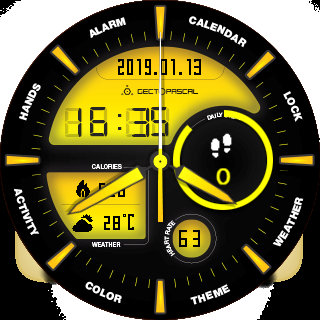 ALARM
CALENDAR
HANDS
LOCK
2019.01.13
GECTOPASCAL
16:35
DAILY
0
CALORIES
28°C
WEATHER
HEART RATE
63
ACTIVITY
WEATHER
COLOR
THEME